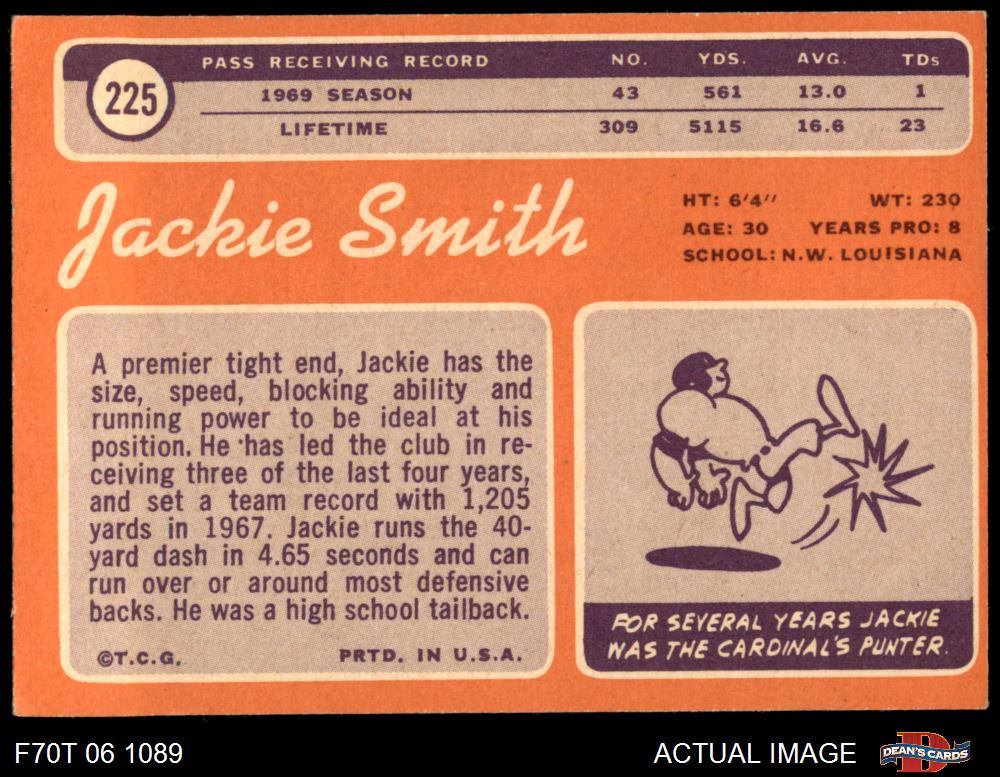 PASS RECEIVING RECORD NO. YDS. AVG. TDs
225
1969 SEASON 43 561 13.0 1
LIFETIME 309 5115 16.6 23
Jackie Smith
HT: 6'4" WT: 230
AGE: 30 YEARS PRO: 8
SCHOOL: N.W. LOUISIANA
A premier tight end, Jackie has the
size, speed, blocking ability and
running power to be ideal at his
position. He has led the club in re-
ceiving three of the last four years,
and set a team record with 1,205
yards in 1967. Jackie runs the 40-
yard dash in 4.65 seconds and can
run over or around most defensive
backs. He was a high school tailback.
©T.C.G. PRTD. IN U.S.A.
FOR SEVERAL YEARS JACKIE
WAS THE CARDINAL'S PUNTER.
F70T 06 1089 ACTUAL IMAGE
D
DEAN'S CARDS